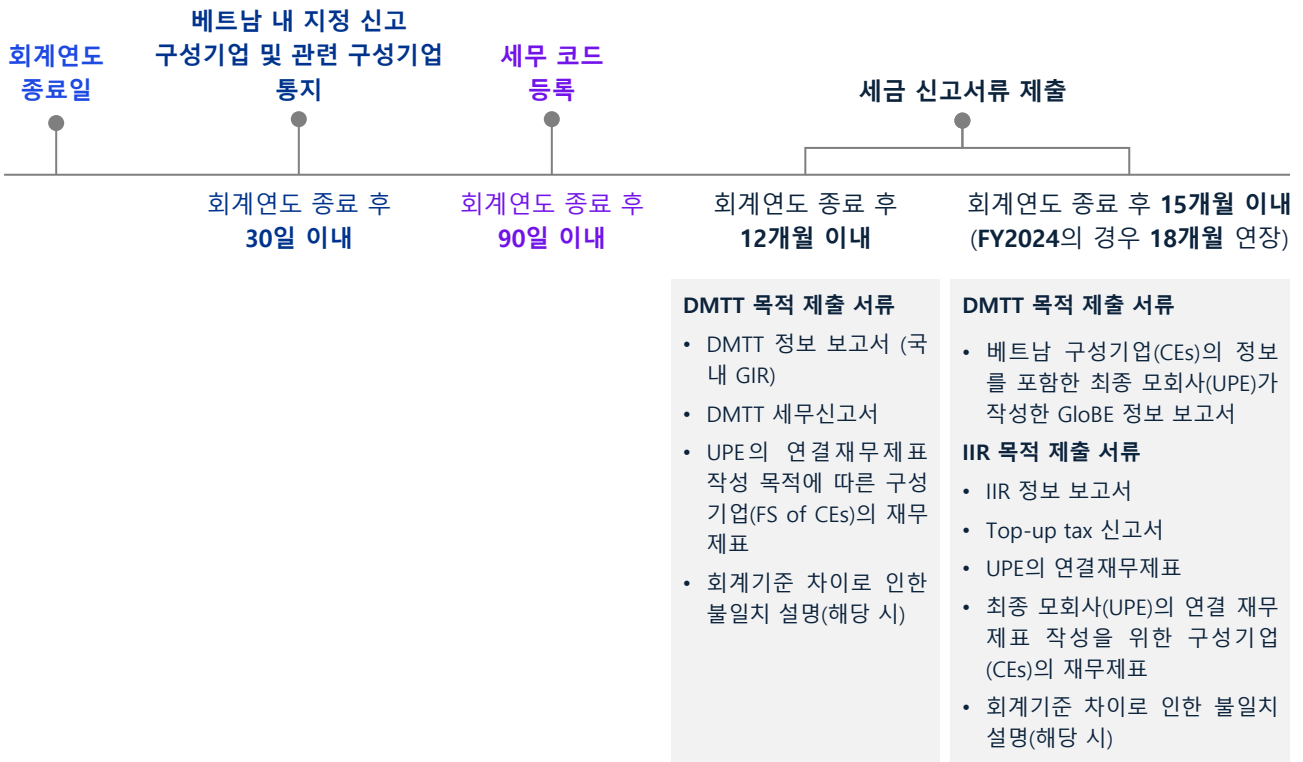 회계연도
종료일
베트남 내 지정 신고
구성기업 및 관련 구성기업
통지
세무 코드
등록
세금 신고서류 제출
회계연도 종료 후
30일 이내
회계연도 종료 후
90일 이내
회계연도 종료 후
12개월 이내
회계연도 종료 후 15개월 이내
(FY2024의 경우 18개월 연장)
DMTT 목적 제출 서류
• DMTT 정보 보고서 (국
내 GIR)
• DMTT 세무신고서
• UPE의 연결재무제표
작성 목적에 따른 구성
기업(FS of CEs)의 재무
제표
• 회계기준 차이로 인한
불일치 설명(해당 시)
DMTT 목적 제출 서류
• 베트남 구성기업(CEs)의 정보
를 포함한 최종 모회사(UPE)가
작성한 GloBE 정보 보고서
IIR 목적 제출 서류
• IIR 정보 보고서
• Top-up tax 신고서
• UPE의 연결재무제표
• 최종 모회사(UPE)의 연결 재무
제표 작성을 위한 구성기업
(CEs)의 재무제표
• 회계기준 차이로 인한 불일치
설명(해당 시)